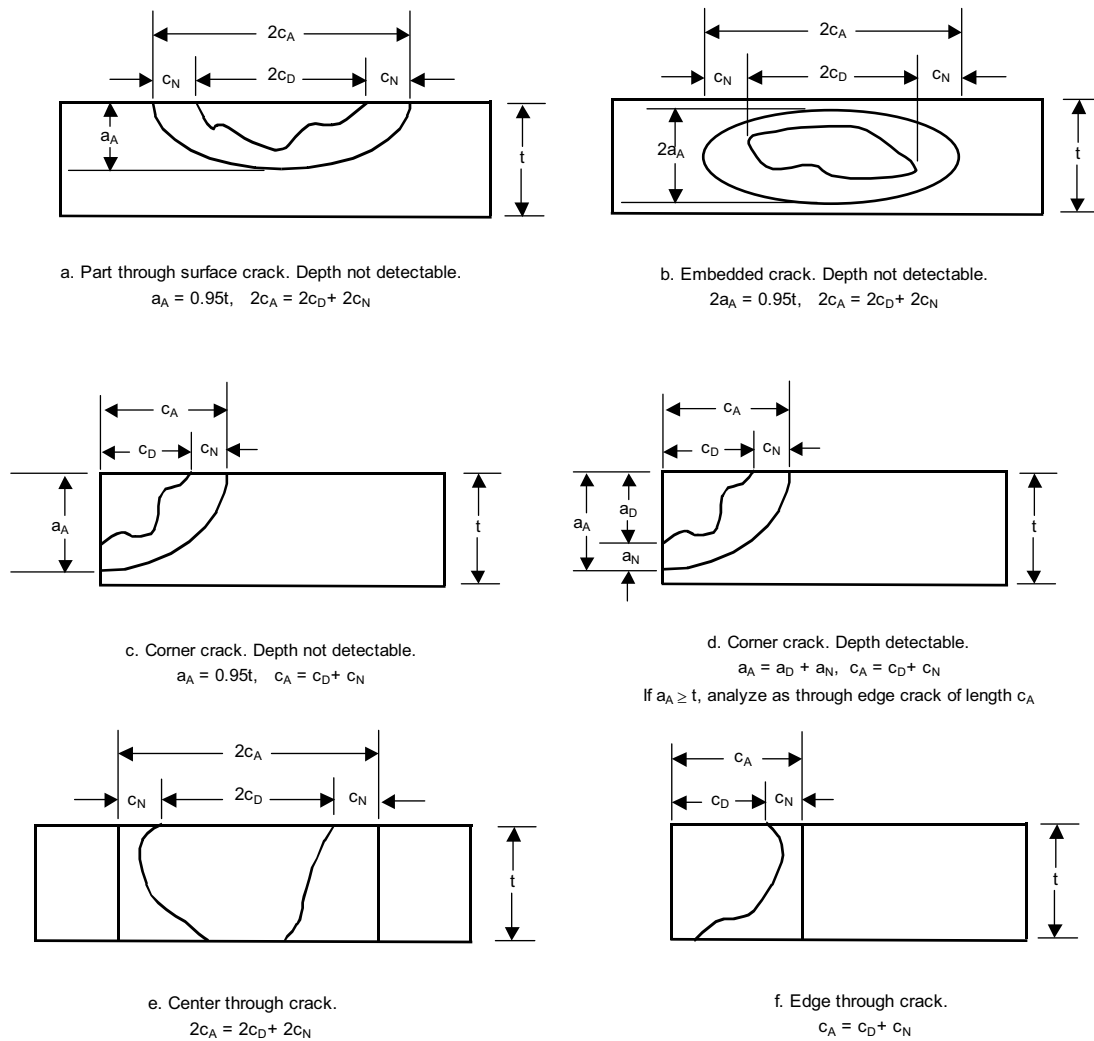 2cA
cN 2cD cN
aA
t
a. Part through surface crack. Depth not detectable.
aA = 0.95t, 2cA = 2cD+ 2cN
2cA
cN 2cD cN
2aA
t
b. Embedded crack. Depth not detectable.
2aA = 0.95t, 2cA = 2cD+ 2cN
cA
cD cN
aA
t
c. Corner crack. Depth not detectable.
aA = 0.95t, cA = cD+ cN
cA
cD cN
aD
aA
aN
t
d. Corner crack. Depth detectable.
aA = aD + aN, cA = cD+ cN
If aA ≥ t, analyze as through edge crack of length cA
2cA
cN 2cD cN
t
e. Center through crack.
2cA = 2cD+ 2cN
cA
cD cN
t
f. Edge through crack.
cA = cD+ cN